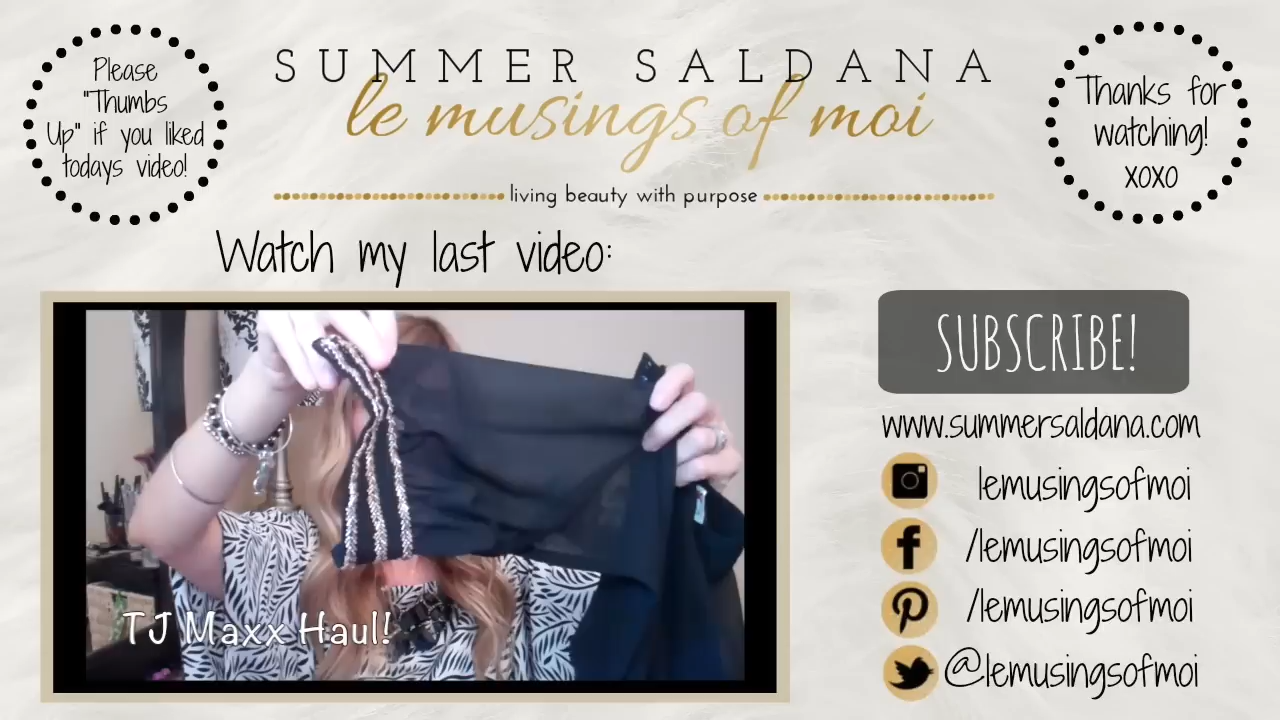 Please
"Thumbs
Up" if you liked
todays video!
SUMMER SALDANA
le musings of moi
living beauty with purpose
Thanks for
watching!
xoxo
Watch my last video:
TJ Maxx Haul!
SUBSCRIBE!
www.summersaldana.com
lemusingsofmoi
/lemusingsofmoi
/lemusingsofmoi
@lemusingsofmoi